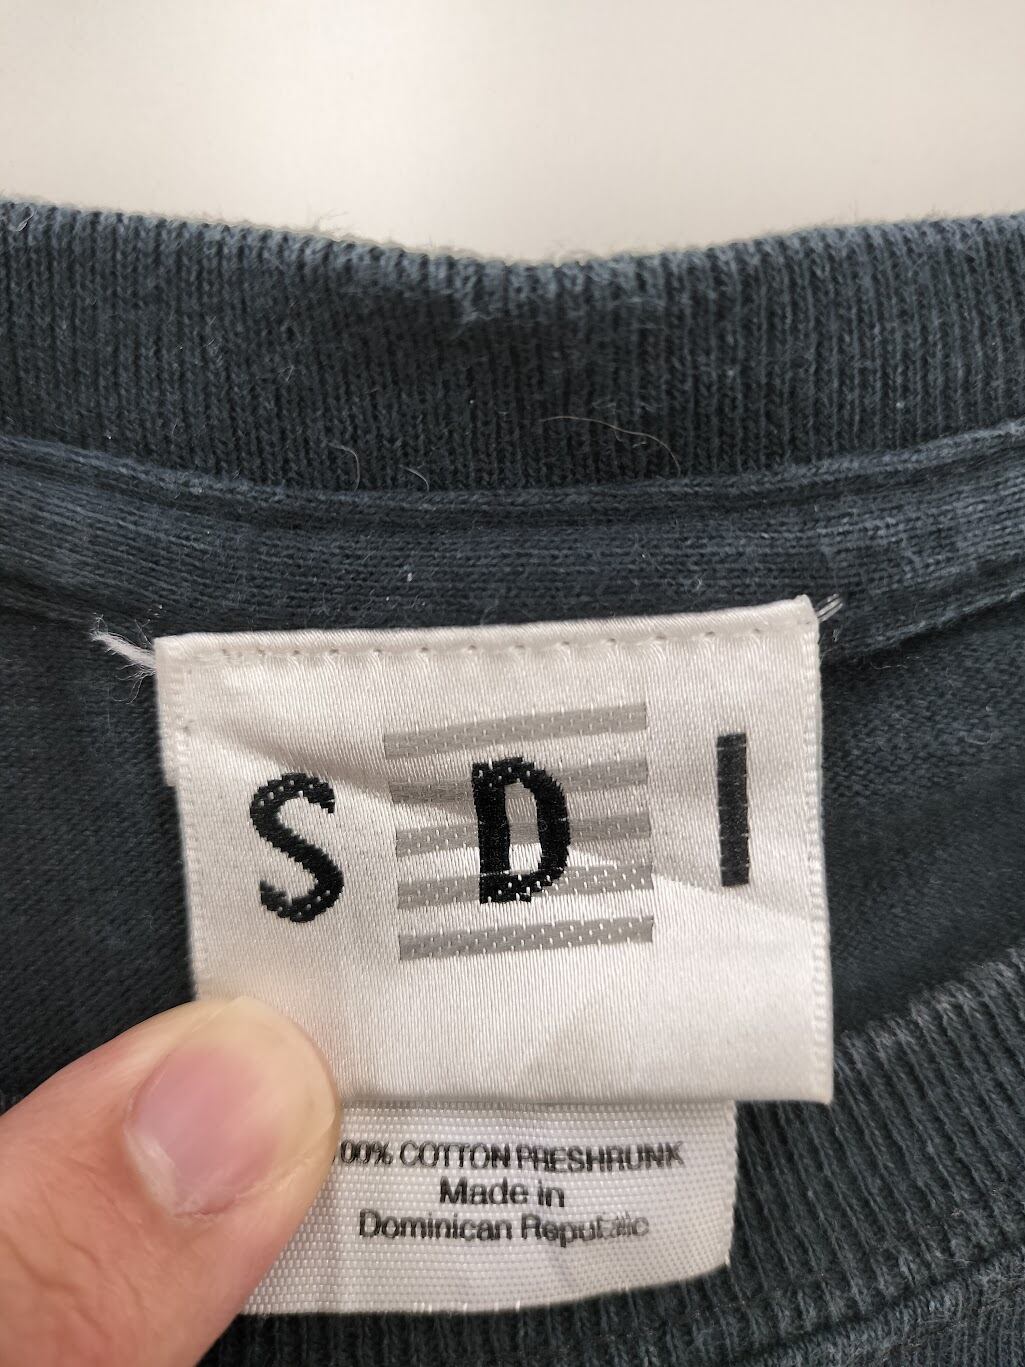 S D I
00% COTTON PRESHRUNK
Made in
Dominican Republic